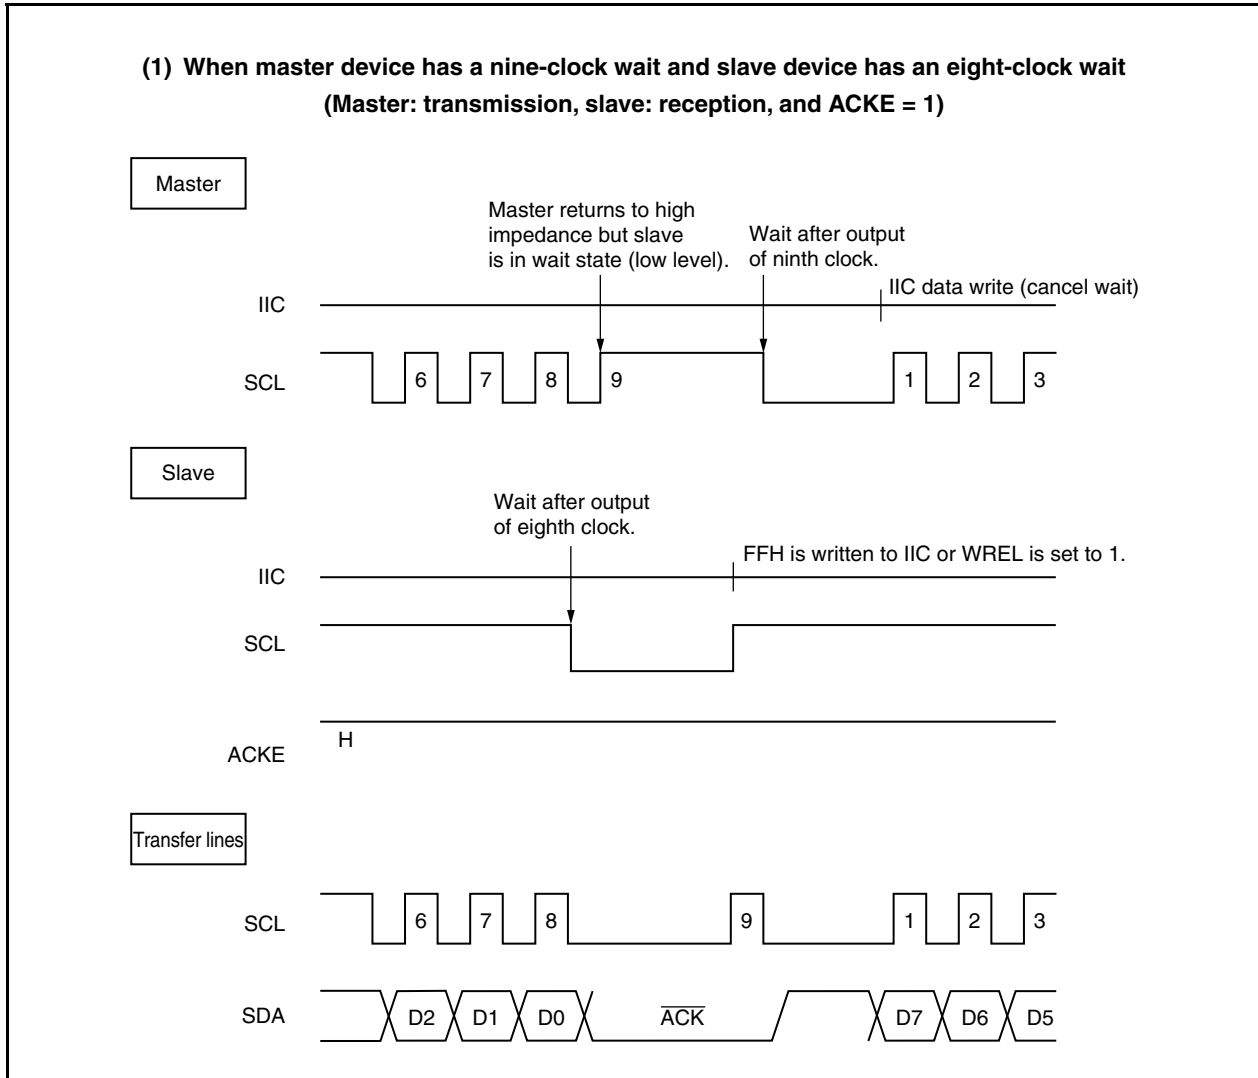 (1) When master device has a nine-clock wait and slave device has an eight-clock wait
(Master: transmission, slave: reception, and ACKE = 1)
Master
Master returns to high
impedance but slave
is in wait state (low level).
Wait after output
of ninth clock.
IIC
IIC data write (cancel wait)
SCL
6 7 8 9 1 2 3
Slave
Wait after output
of eighth clock.
FFH is written to IIC or WREL is set to 1.
IIC
SCL
H
ACKE
Transfer lines
SCL
6 7 8 9 1 2 3
SDA
D2 D1 D0 A̅C̅K̅ D7 D6 D5